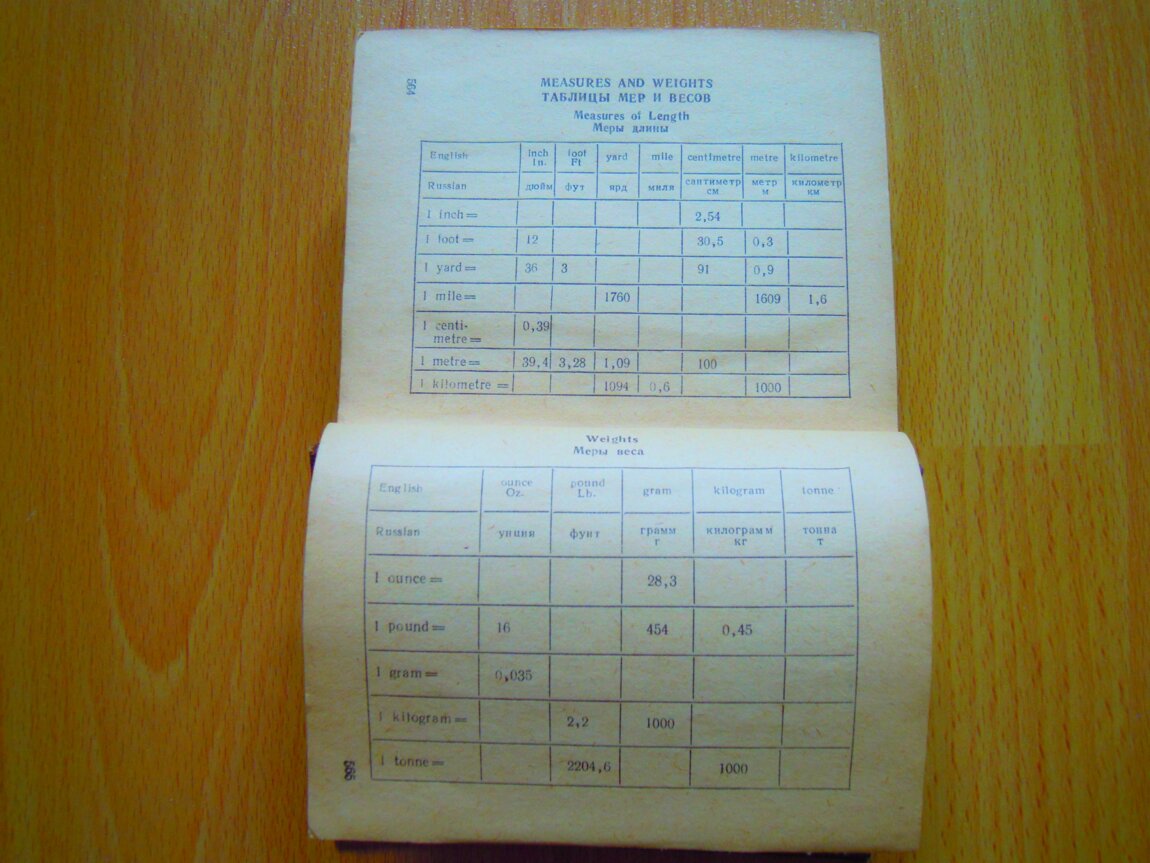 564
MEASURES AND WEIGHTS
ТАБЛИЦЫ МЕР И ВЕСОВ
Measures of Length
Меры длины
English inch In. foot Ft yard mile centimetre metre kilometre
Russian дюйм фут ярд миля сантиметр см метр м километр км
1 inch= 2,54
1 foot= 12 30,5 0,3
1 yard= 36 3 91 0,9
1 mile= 1760 1609 1,6
1 centi-
metre= 0,39
1 metre= 39,4 3,28 1,09 100
1 kilometre= 1094 0,6 1000
Weights
Меры веса
English ounce Oz. pound Lb. gram kilogram tonne
Russian унция фунт грамм г килограмм кг тонна т
1 ounce= 28,3
1 pound= 16 454 0,45
1 gram= 0,035
1 kilogram= 2,2 1000
1 tonne= 2204,6 1000
565